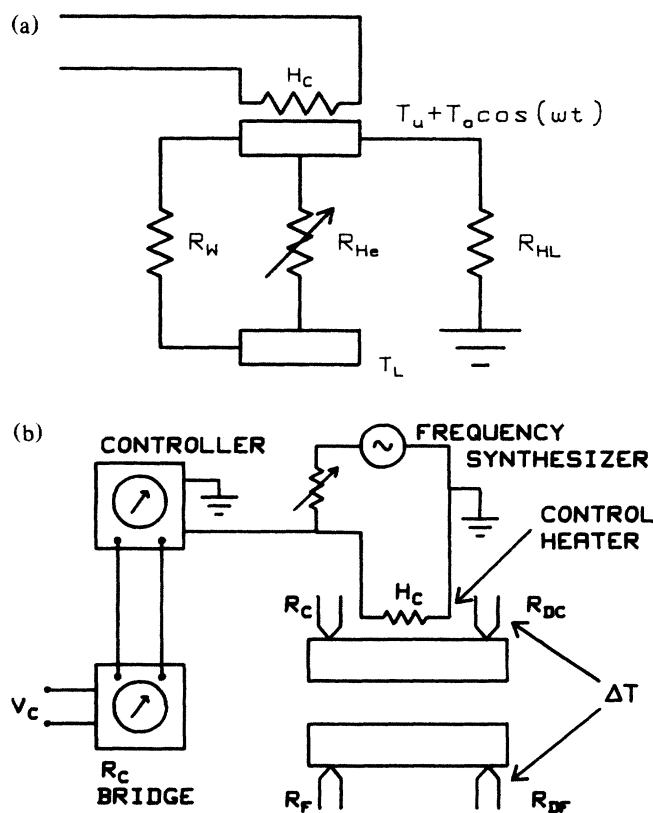 (a)
H_C
T_u+T_a cos(ωt)
R_W
R_He
R_HL
T_L
(b)
CONTROLLER
FREQUENCY
SYNTHESIZER
CONTROL
HEATER
H_C
R_C
R_DC
ΔT
V_C
R_C
BRIDGE
R_F
R_DF